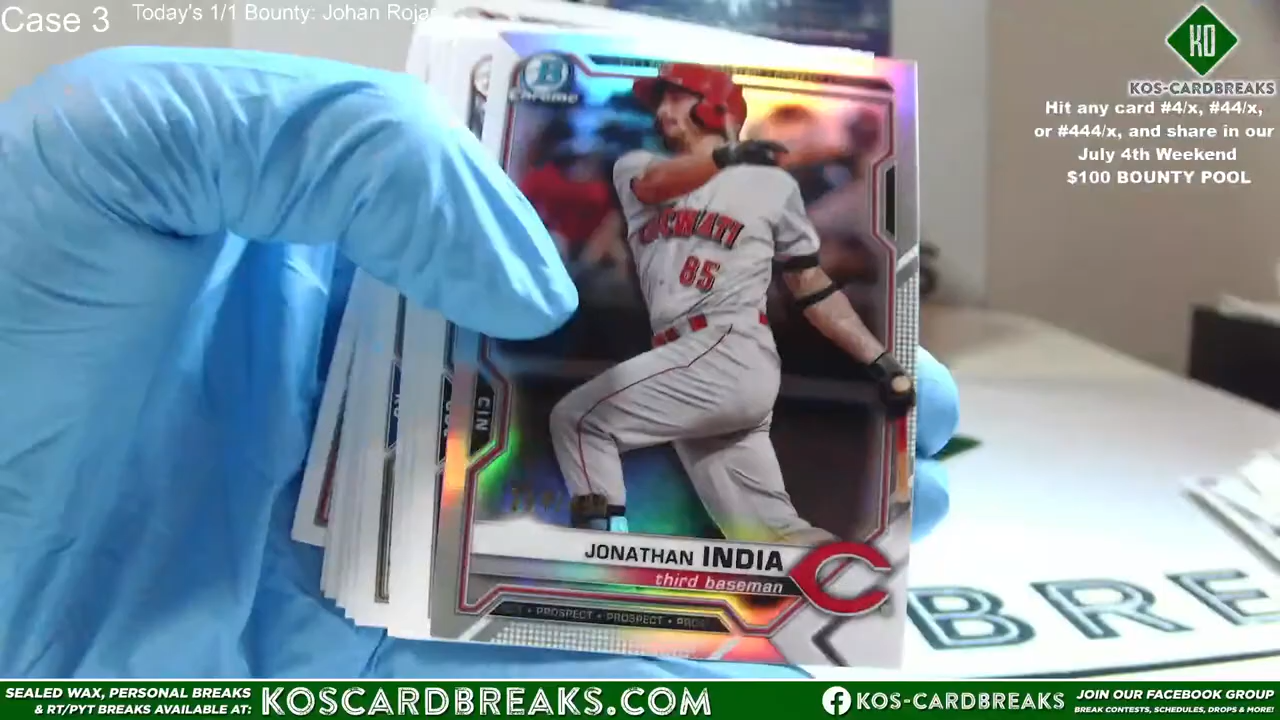 Case 3
Today's 1/1 Bounty: Johan Rojas
KO
KOS-CARDBREAKS
Hit any card #4/x, #44/x,
or #444/x, and share in our
July 4th Weekend
$100 BOUNTY POOL
B
Chrome
CINCINNATI
85
CIN
JONATHAN INDIA
third baseman
• PROSPECT • PROSPECT •
C
BRE
SEALED WAX, PERSONAL BREAKS
& RT/PYT BREAKS AVAILABLE AT:
KOSCARDBREAKS.COM
KOS-CARDBREAKS
JOIN OUR FACEBOOK GROUP
BREAK CONTESTS, SCHEDULES, DROPS & MORE!